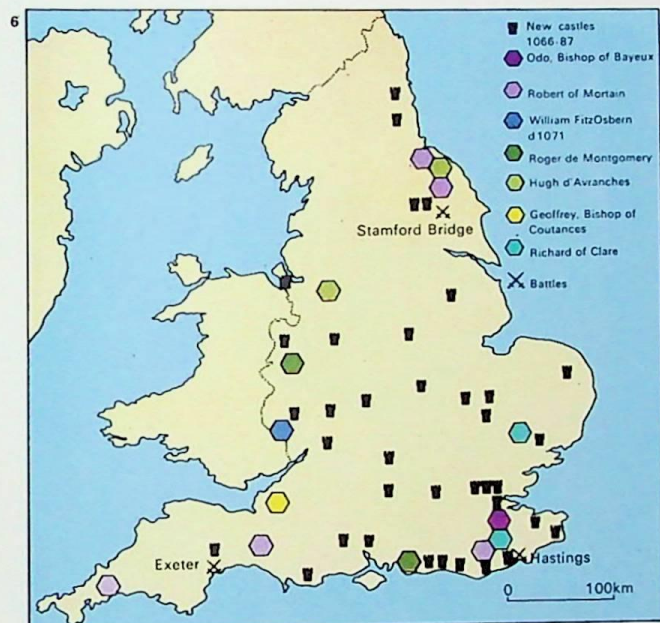 6
New castles
1066-87
Odo, Bishop of Bayeux
Robert of Mortain
William FitzOsbern
d1071
Roger de Montgomery
Hugh d'Avranches
Geoffrey, Bishop of
Coutances
Richard of Clare
Battles
Stamford Bridge
Exeter
Hastings
0 100km